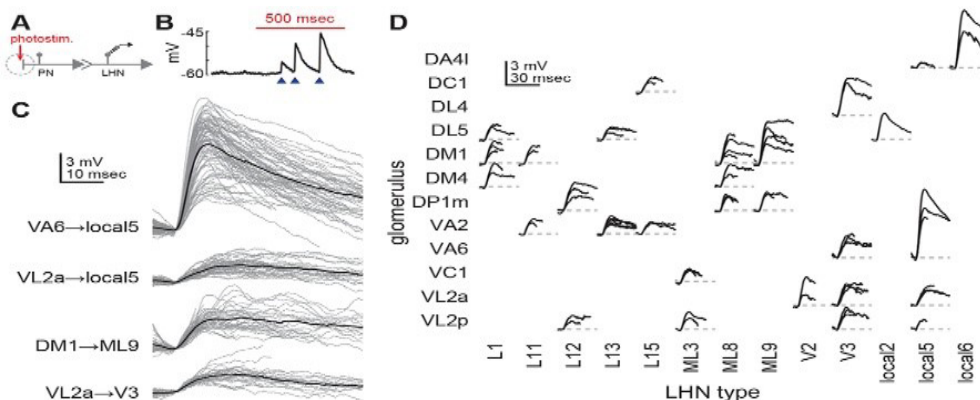 A
photostim.
PN
LHN
B
500 msec
-45
mV
-60
C
3 mV
10 msec
VA6→local5
VL2a→local5
DM1→ML9
VL2a→V3
D
3 mV
30 msec
glomerulus
DA4l
DC1
DL4
DL5
DM1
DM4
DP1m
VA2
VA6
VC1
VL2a
VL2p
L1
L11
L12
L13
L15
ML3
ML8
ML9
V2
V3
local2
local5
local6
LHN type